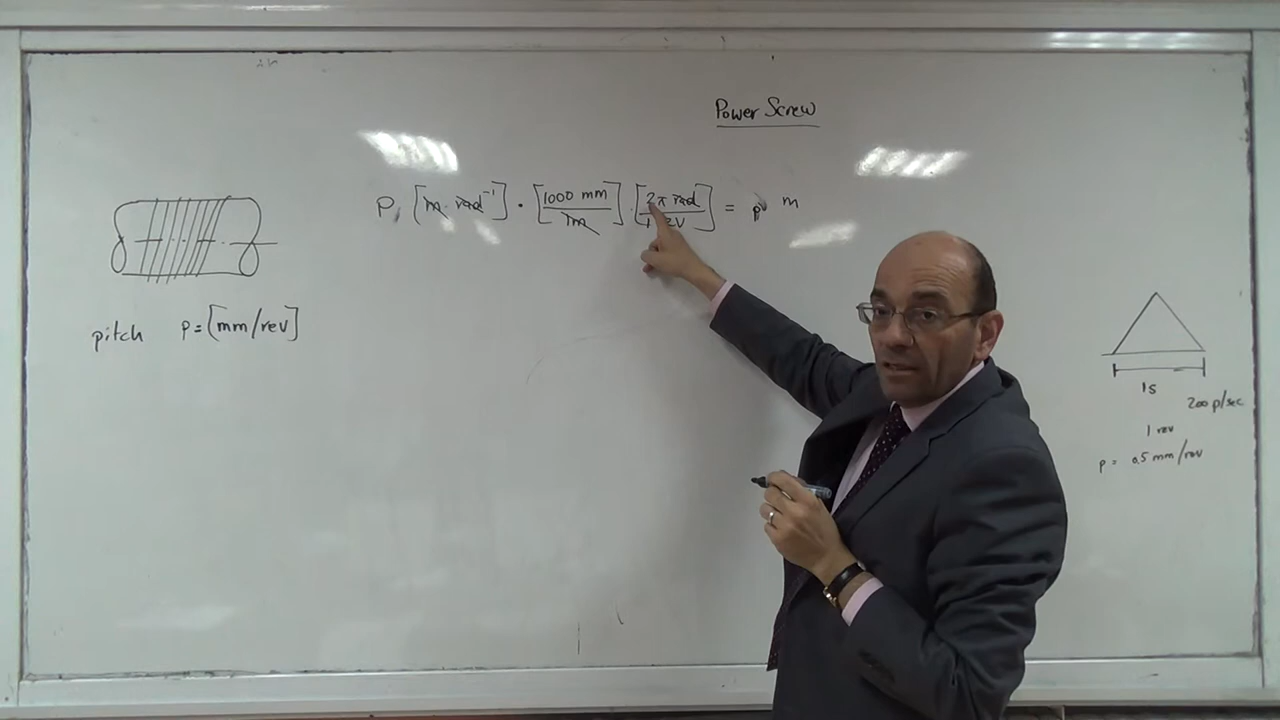 Power Screw
P₁ [m rad⁻¹] · [1000 mm / 1m] · [2π rad / 1 rev] = p m
pitch p = [mm/rev]
1s
200 p/sec
1 rev
p = 0.5 mm/rev